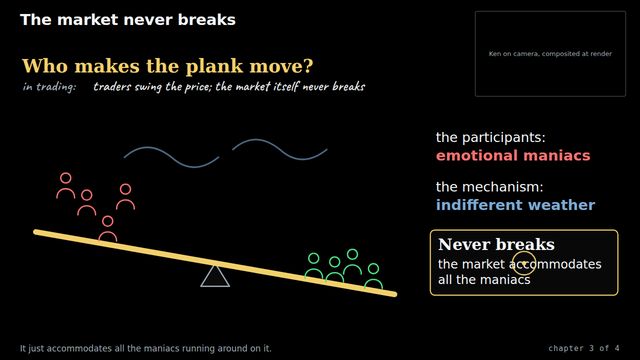 The market never breaks
Ken on camera, composited at render
Who makes the plank move?
in trading: traders swing the price; the market itself never breaks
the participants:
emotional maniacs
the mechanism:
indifferent weather
Never breaks
the market accommodates
all the maniacs
It just accommodates all the maniacs running around on it.
chapter 3 of 4